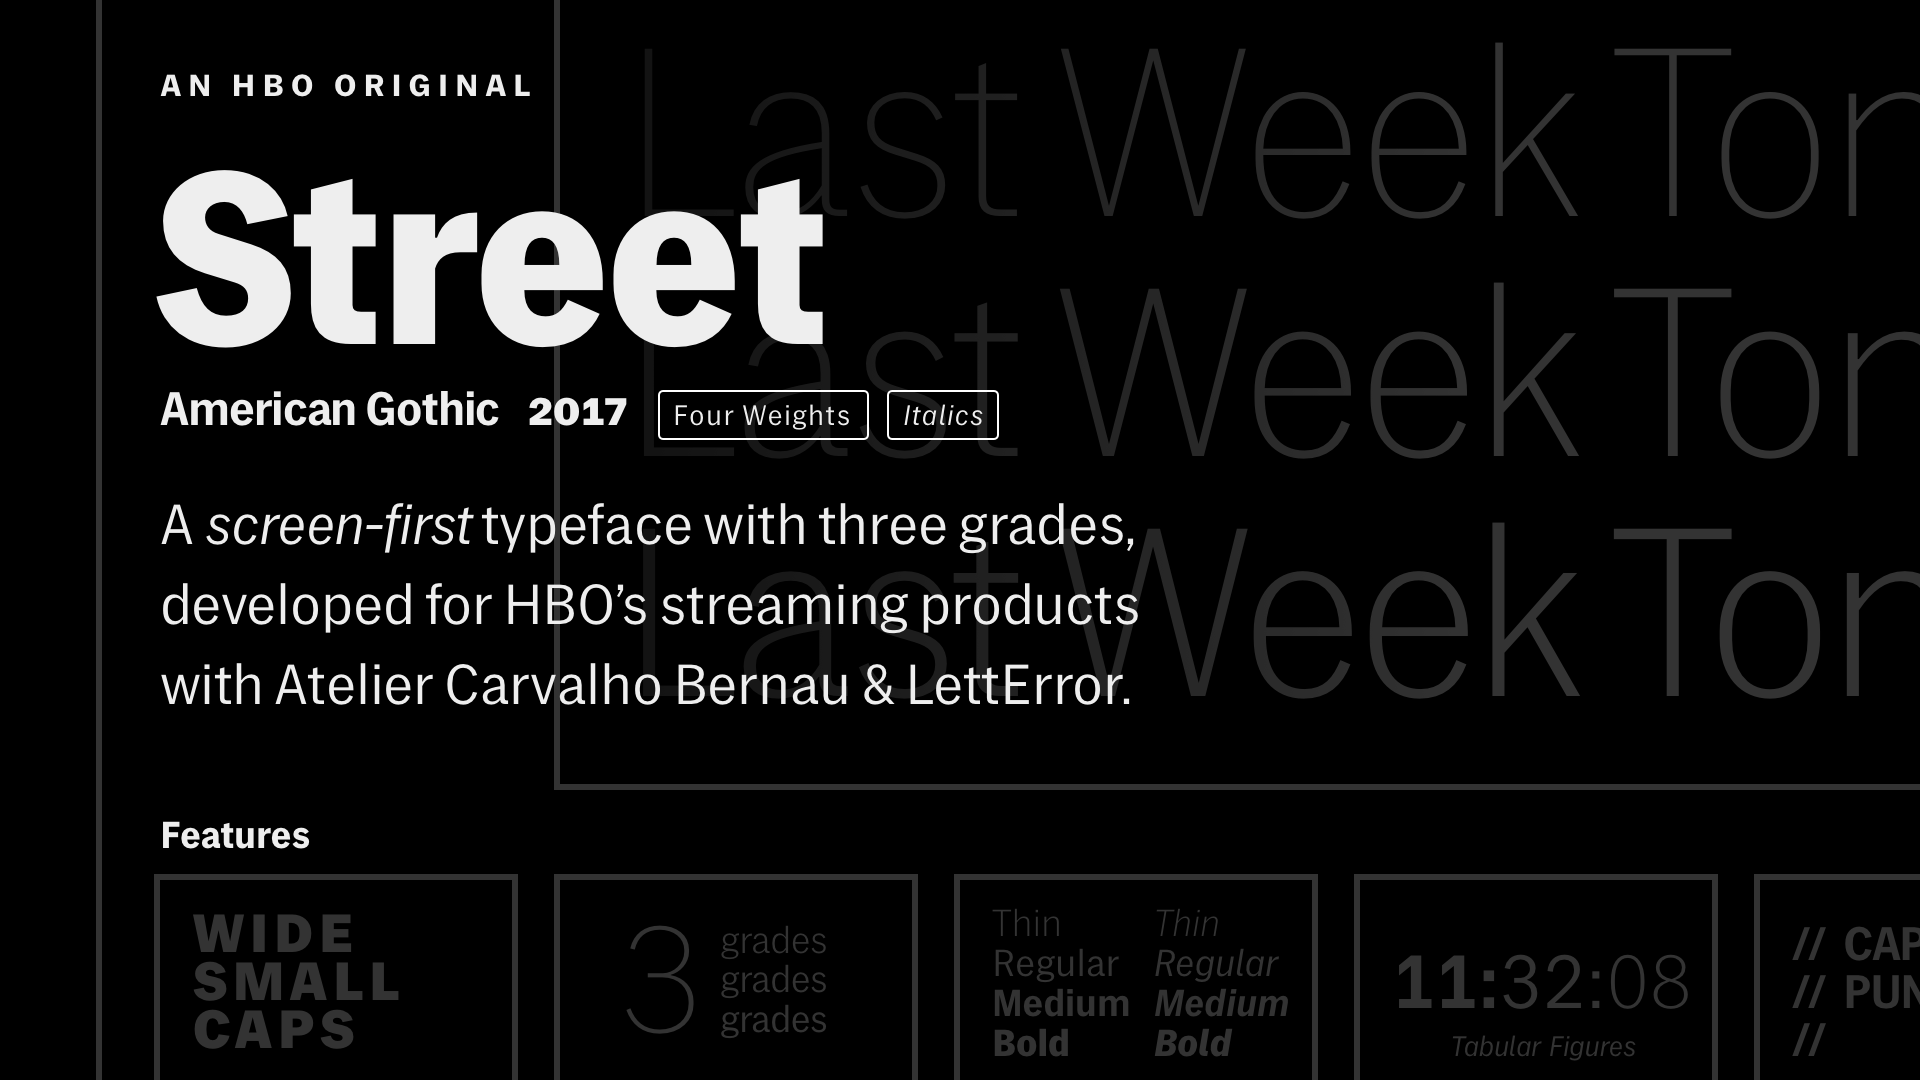 AN HBO ORIGINAL
Street
American Gothic 2017 Four Weights Italics
A screen-first typeface with three grades,
developed for HBO’s streaming products
with Atelier Carvalho Bernau & LettError.
Last Week Ton
Last Week Ton
Last Week Ton
Features
WIDE
SMALL
CAPS
3
grades
grades
grades
Thin Thin
Regular Regular
Medium Medium
Bold Bold
11:32:08
Tabular Figures
// CAP
// PUN
//